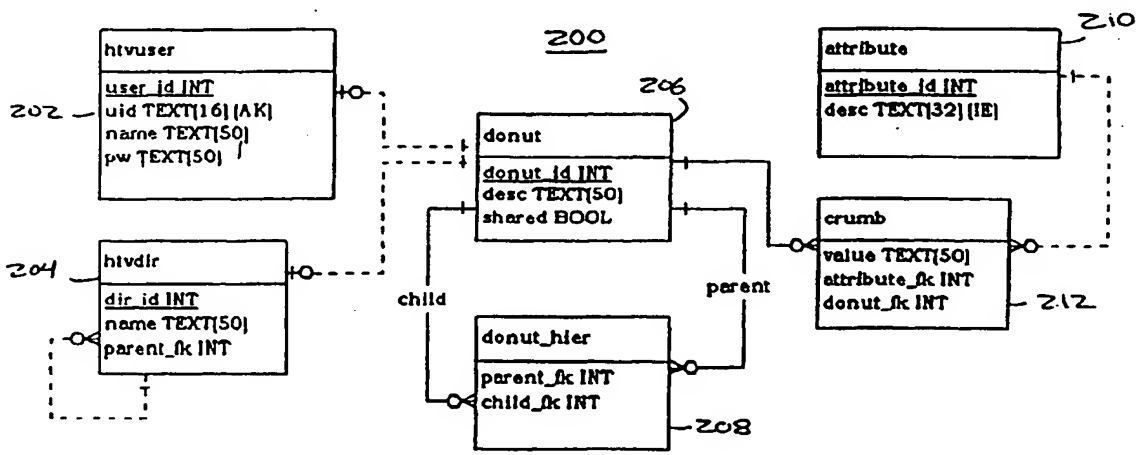 200
htvuser
user_id INT
uid TEXT[16] [AK]
name TEXT[50]
pw TEXT[50]
202
htvdir
dir_id INT
name TEXT[50]
parent_fk INT
204
206
donut
donut_id INT
desc TEXT[50]
shared BOOL
child
parent
donut_hier
parent_fk INT
child_fk INT
208
210
attribute
attribute_id INT
desc TEXT[32] [IE]
crumb
value TEXT[50]
attribute_fk INT
donut_fk INT
212